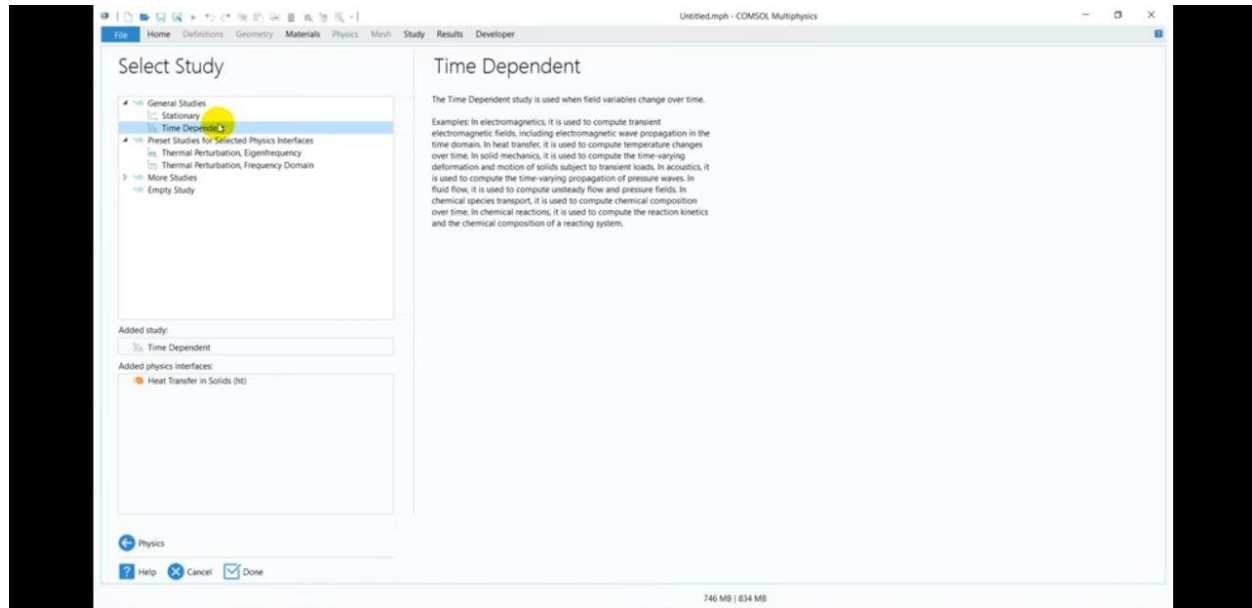 Untitled.mph - COMSOL Multiphysics
File Home Definitions Geometry Materials Physics Mesh Study Results Developer
Select Study
General Studies
Stationary
Time Dependent
Preset Studies for Selected Physics Interfaces
Thermal Perturbation, Eigenfrequency
Thermal Perturbation, Frequency Domain
More Studies
Empty Study
Added study:
Time Dependent
Added physics interfaces:
Heat Transfer in Solids (ht)
Physics
Help Cancel Done
Time Dependent
The Time Dependent study is used when field variables change over time.
Examples: In electromagnetics, it is used to compute transient
electromagnetic fields, including electromagnetic wave propagation in the
time domain. In heat transfer, it is used to compute temperature changes
over time. In solid mechanics, it is used to compute the time-varying
deformation and motion of solids subject to transient loads. In acoustics, it
is used to compute the time-varying propagation of pressure waves. In
fluid flow, it is used to compute unsteady flow and pressure fields. In
chemical species transport, it is used to compute chemical composition
over time. In chemical reactions, it is used to compute the reaction kinetics
and the chemical composition of a reacting system.
746 MB | 834 MB